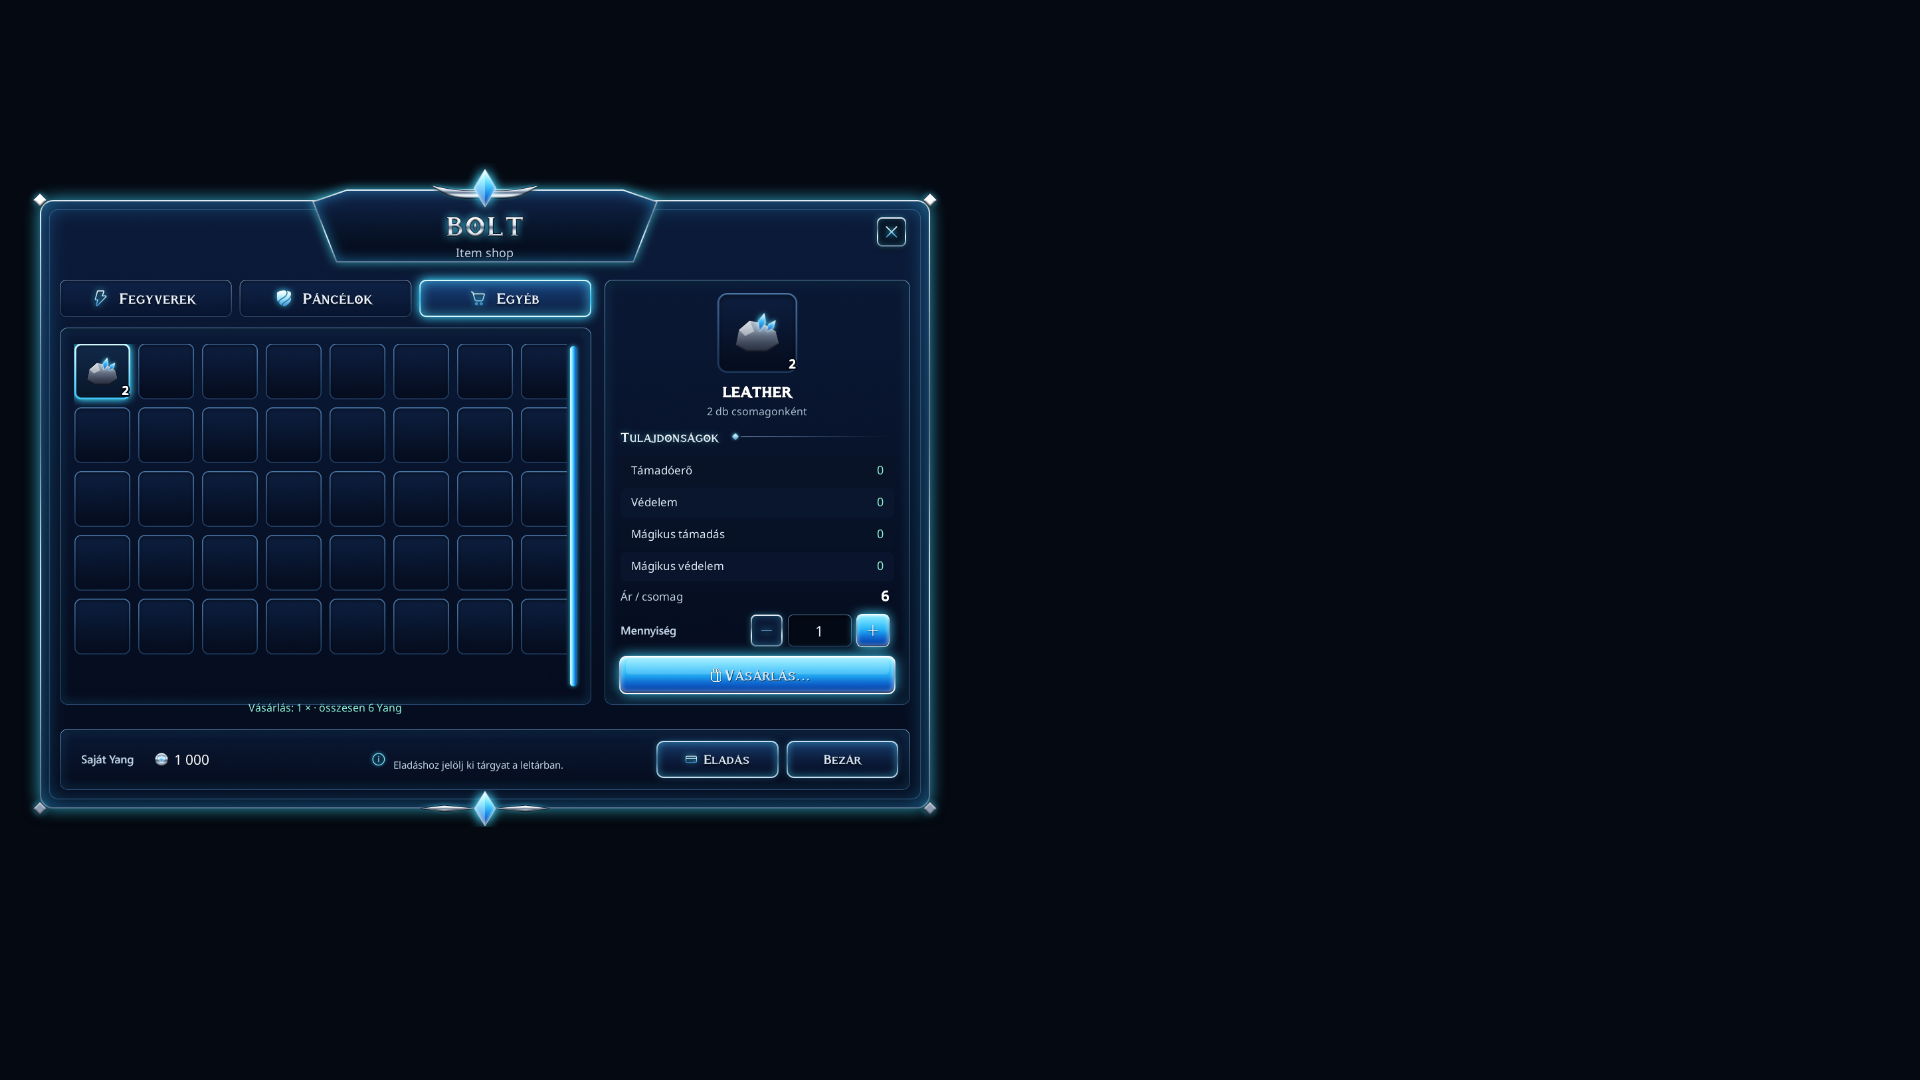 BOLT
Item shop
Fegyverek
Páncélok
Egyéb
2
2
LEATHER
2 db csomagonként
Tulajdonságok
Támadóerő 0
Védelem 0
Mágikus támadás 0
Mágikus védelem 0
Ár / csomag 6
Mennyiség 1
Vásárlás...
Vásárlás: 1 × · összesen 6 Yang
Saját Yang 1 000
Eladáshoz jelölj ki tárgyat a leltárban.
Eladás
Bezár